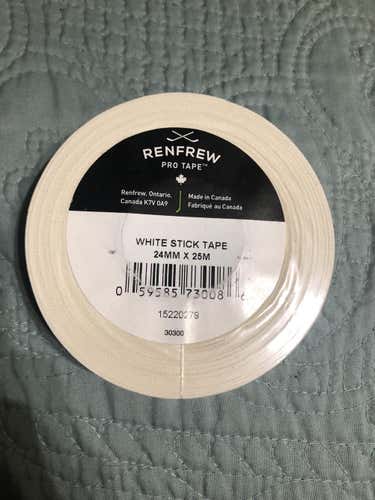 RENFREW
PRO TAPE™
Renfrew, Ontario,
Canada K7V 0A9
Made in Canada
Fabriqué au Canada
WHITE STICK TAPE
24MM X 25M
0 59585 73008
15220279
30300